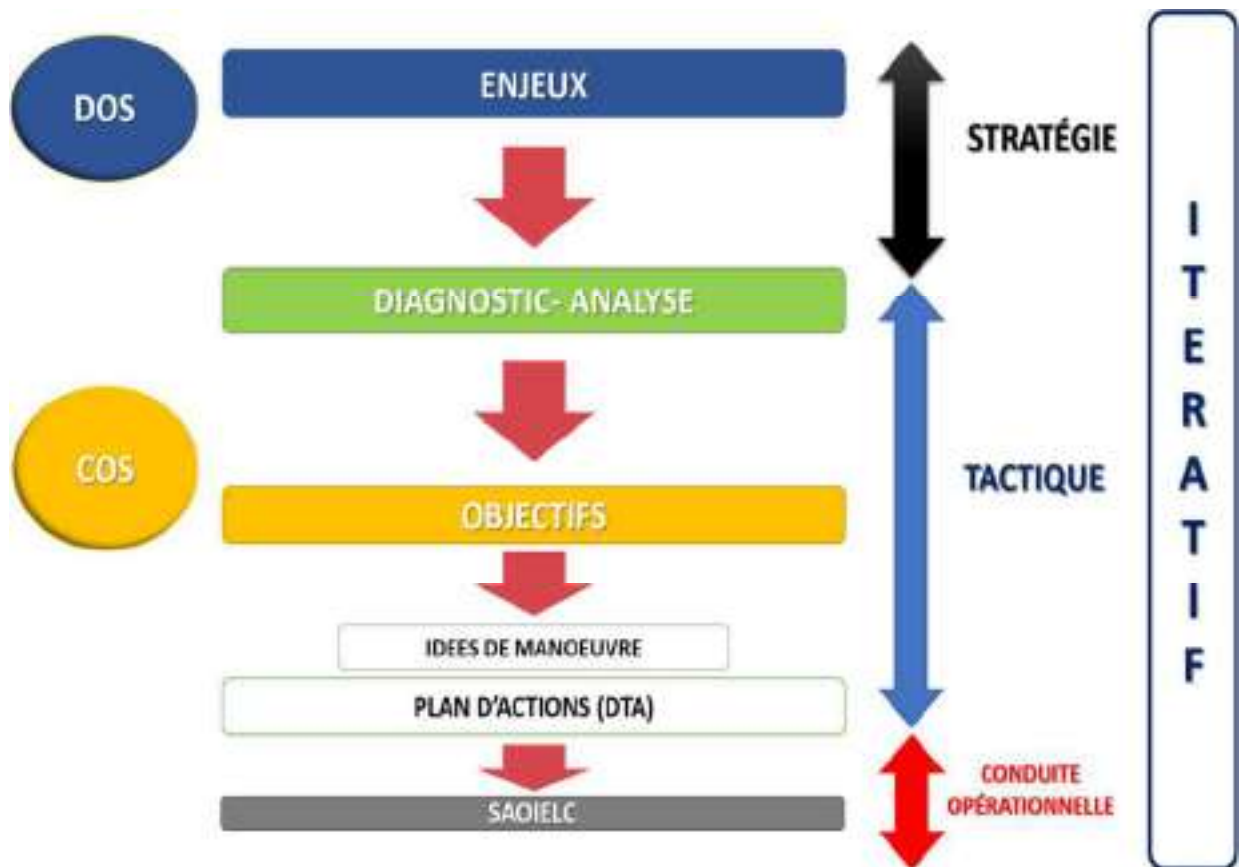 DOS
ENJEUX
STRATÉGIE
DIAGNOSTIC- ANALYSE
COS
OBJECTIFS
TACTIQUE
IDEES DE MANOEUVRE
PLAN D'ACTIONS (DTA)
SAOIELC
CONDUITE
OPÉRATIONNELLE
I
T
E
R
A
T
I
F